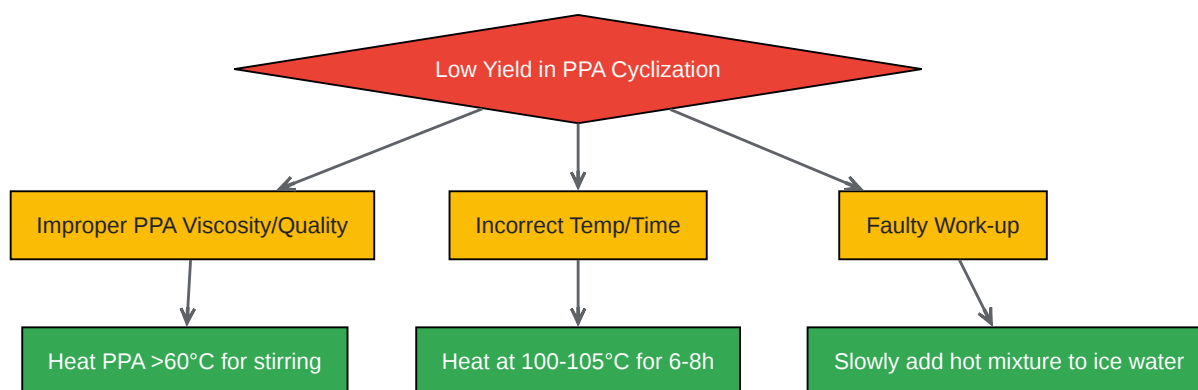 Low Yield in PPA Cyclization
Improper PPA Viscosity/Quality
Incorrect Temp/Time
Faulty Work-up
Heat PPA >60°C for stirring
Heat at 100-105°C for 6-8h
Slowly add hot mixture to ice water